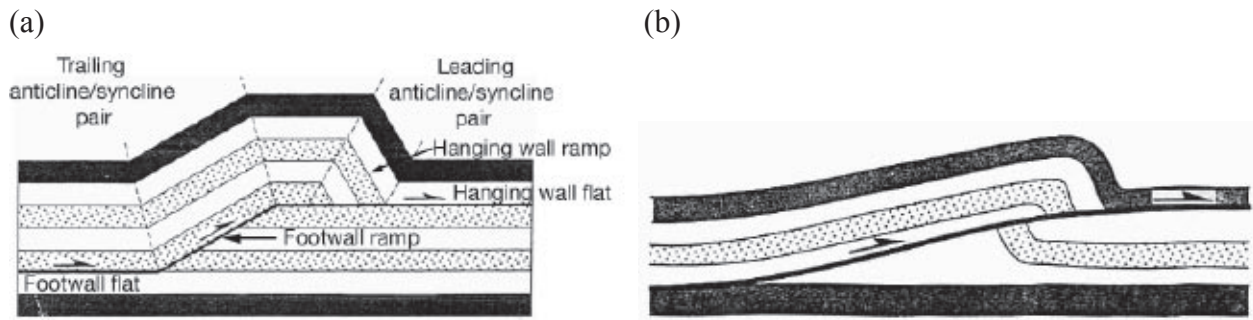 (a)
(b)
Trailing
anticline/syncline
pair
Leading
anticline/syncline
pair
Hanging wall ramp
Hanging wall flat
Footwall ramp
Footwall flat